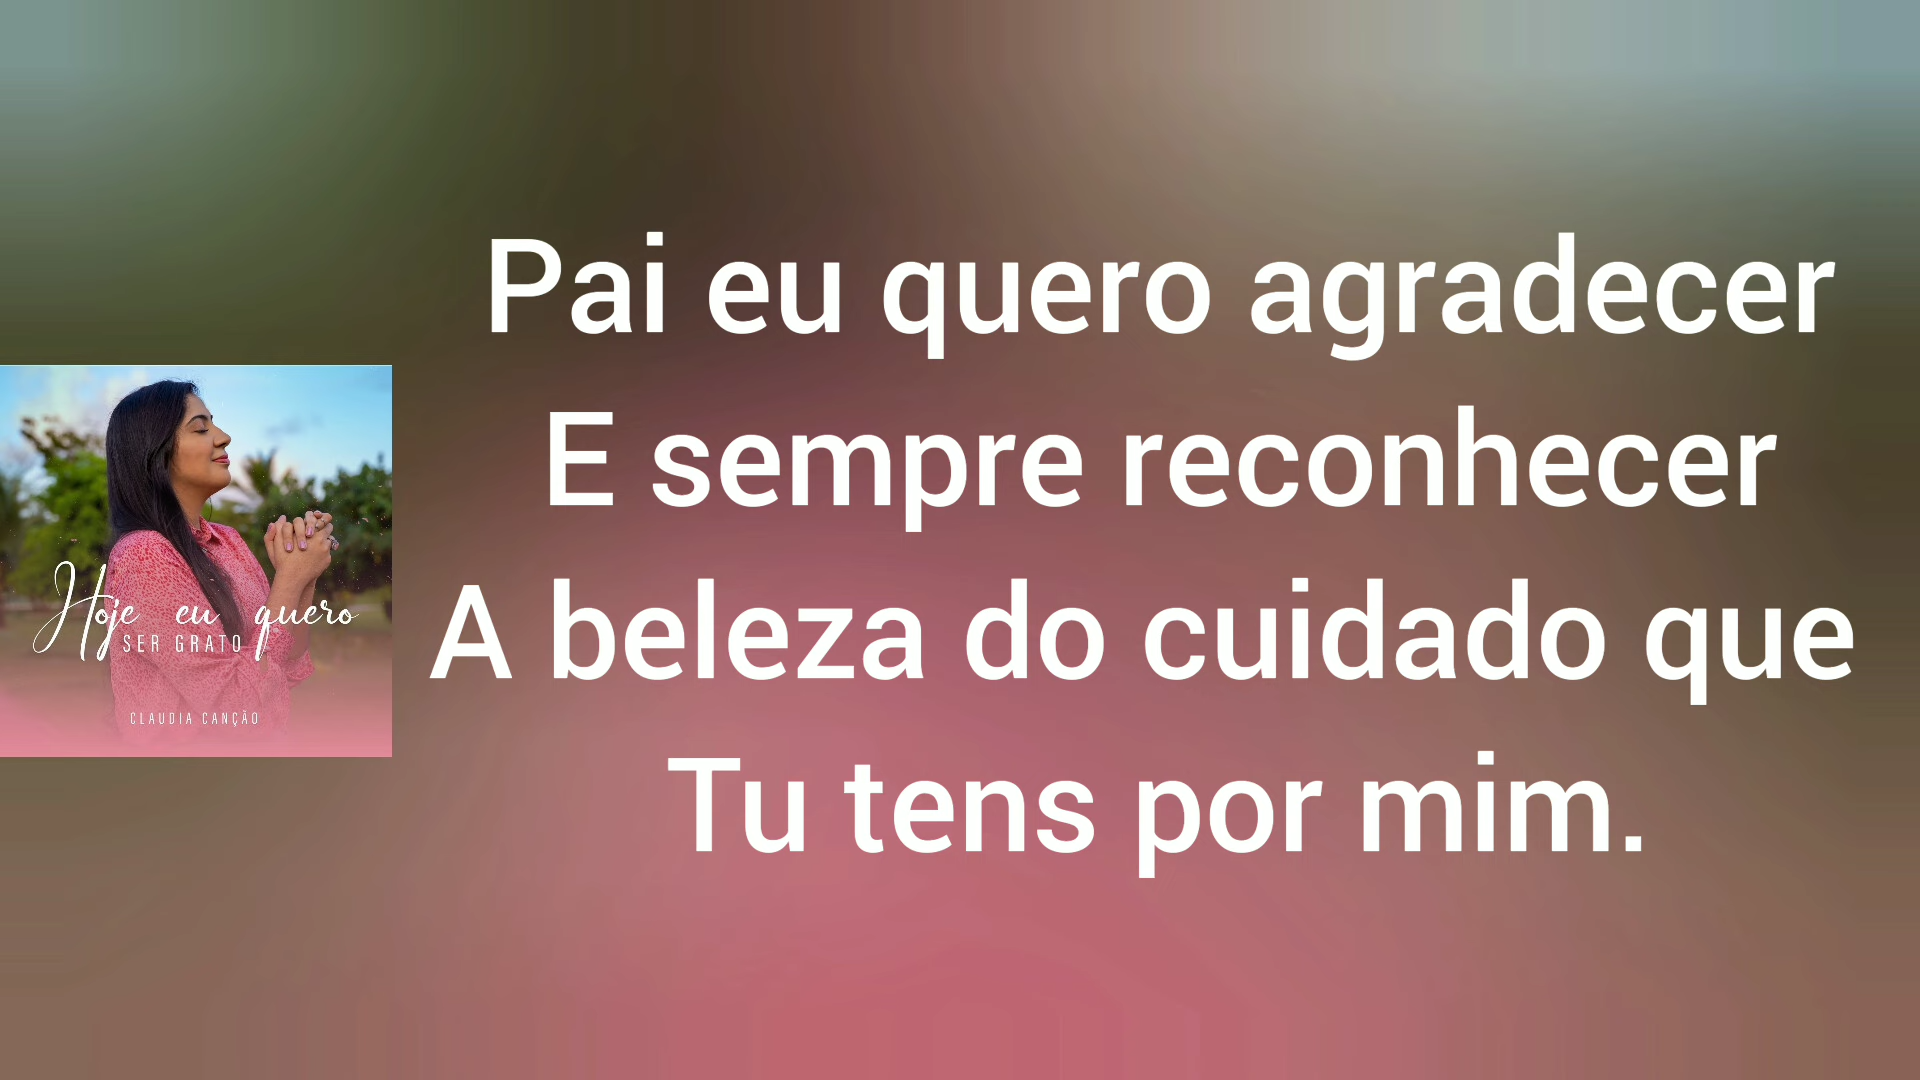 Pai eu quero agradecer
E sempre reconhecer
A beleza do cuidado que
Tu tens por mim.
Hoje eu quero
SER GRATO
CLAUDIA CANÇÃO